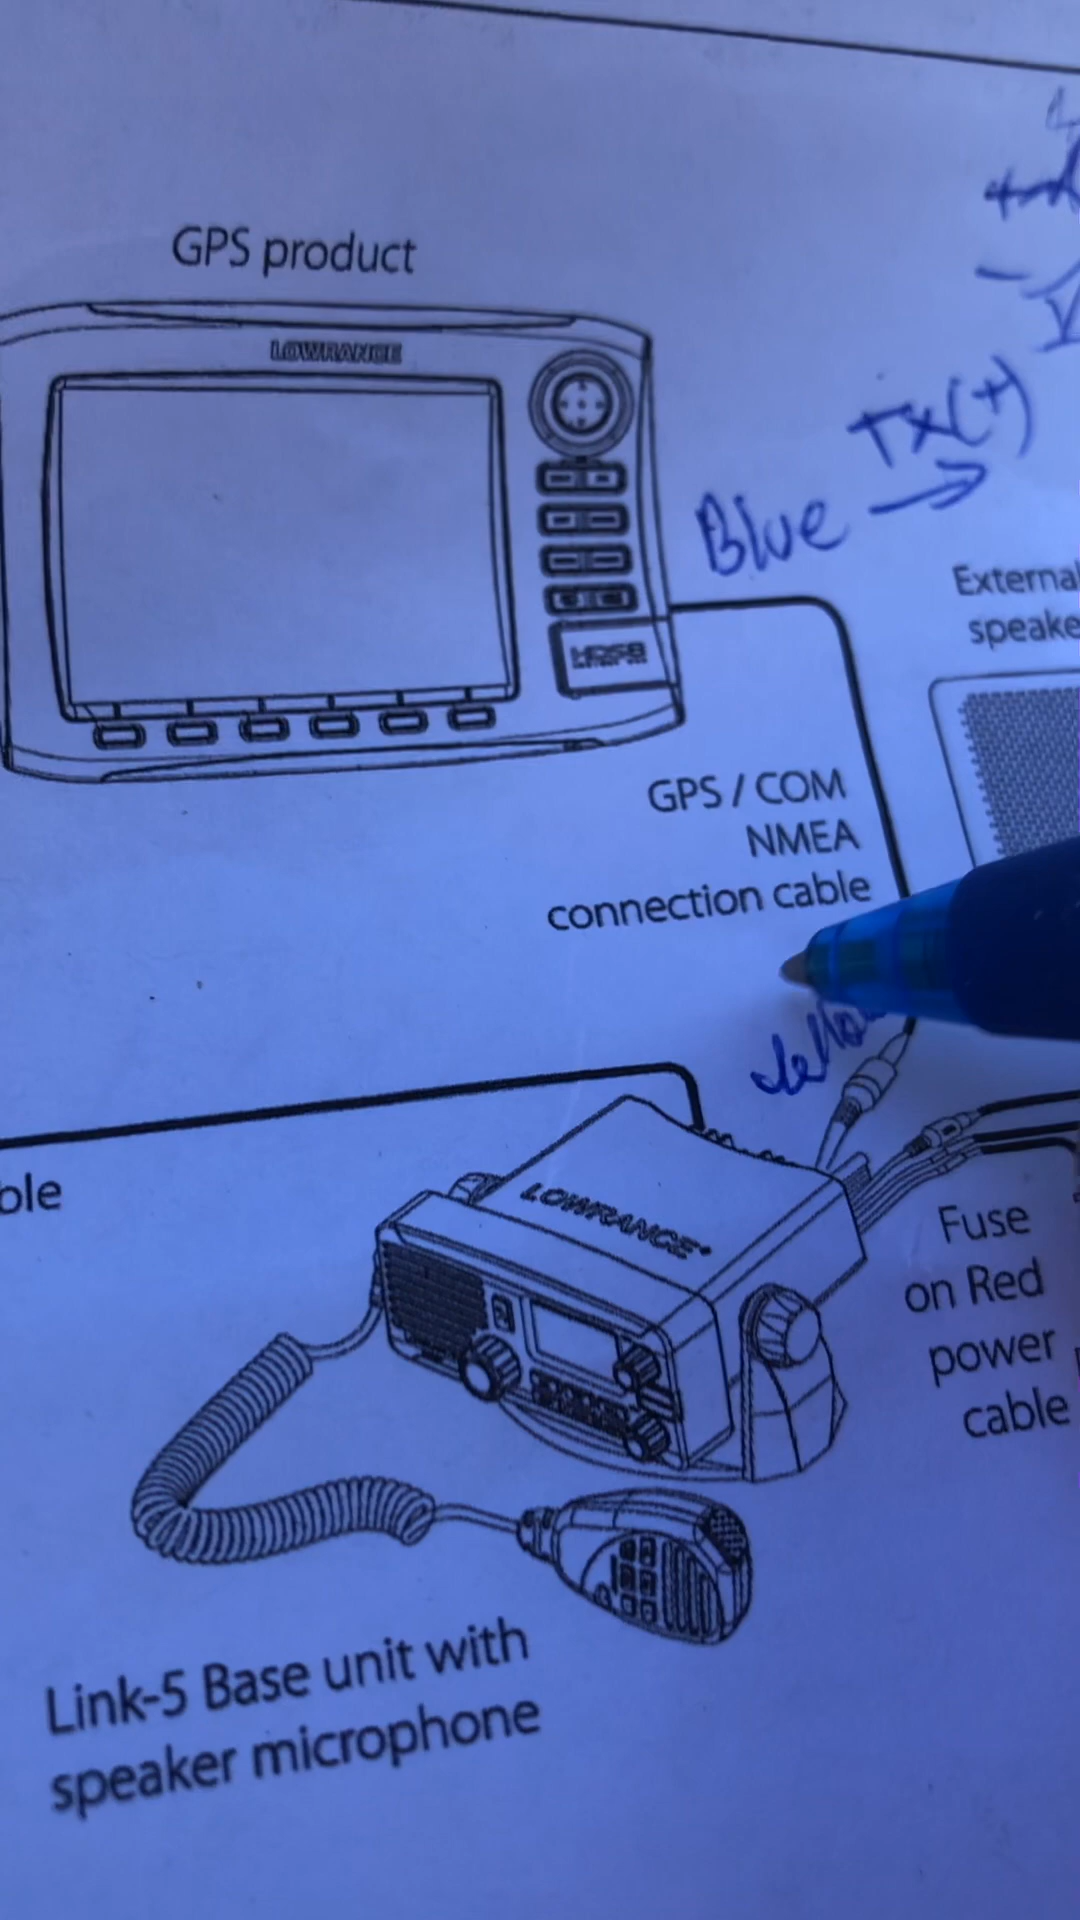 GPS product
LOWRANCE
TX(+)
Blue
External
speake
HDS8
GPS / COM
NMEA
connection cable
ble
LOWRANCE
Fuse
on Red
power
cable
Link-5 Base unit with
speaker microphone